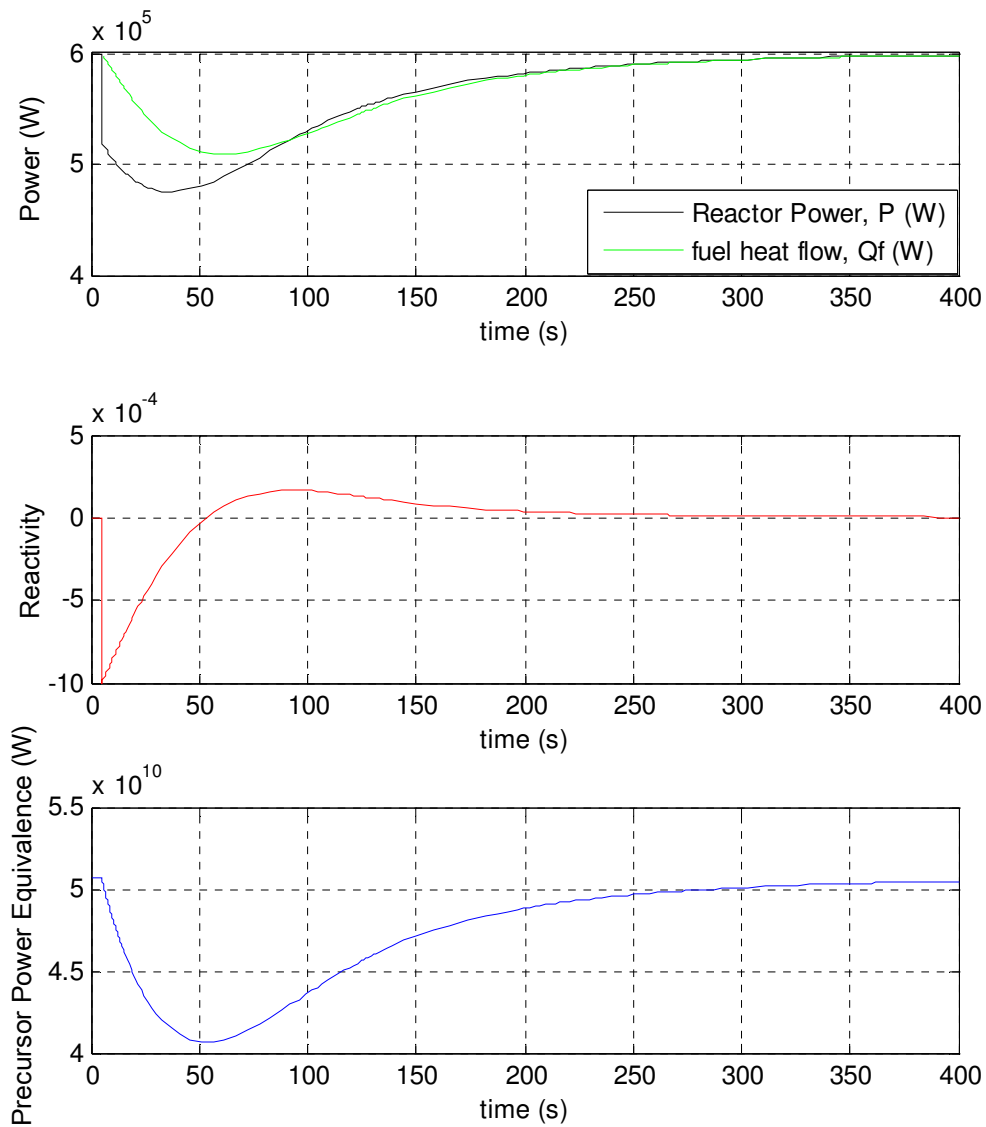 x 10^5
6
5
4
Power (W)
Reactor Power, P (W)
fuel heat flow, Qf (W)
0 50 100 150 200 250 300 350 400
time (s)
x 10^-4
5
0
-5
-10
Reactivity
0 50 100 150 200 250 300 350 400
time (s)
x 10^10
5.5
5
4.5
4
Precursor Power Equivalence (W)
0 50 100 150 200 250 300 350 400
time (s)